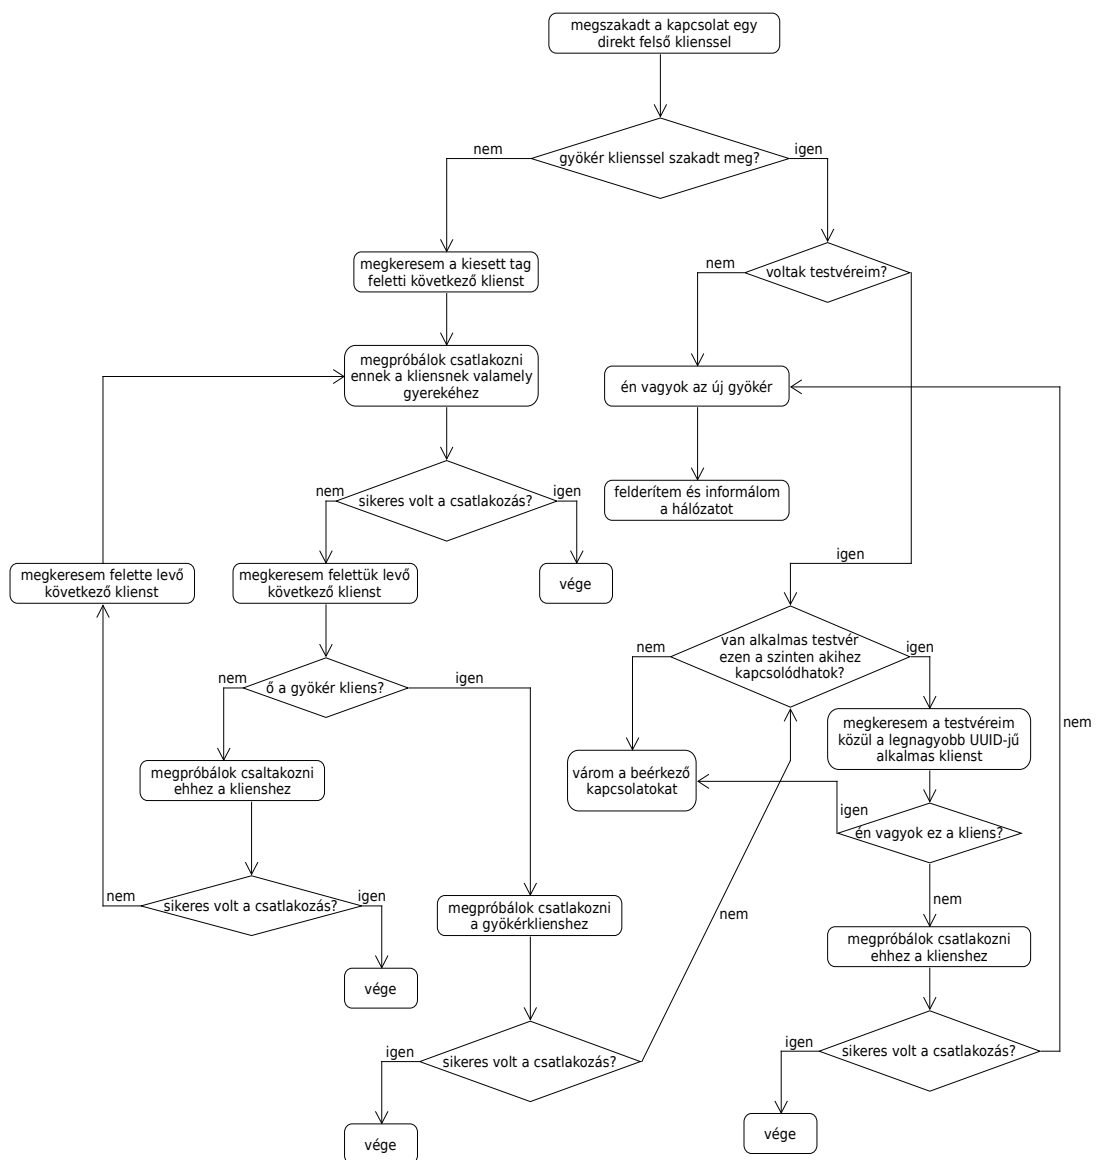 megszakadt a kapcsolat egy
direkt felső klienssel
gyökér klienssel szakadt meg?
nem
igen
megkeresem a kiesett tag
feletti következő klienst
voltak testvéreim?
nem
megpróbálok csatlakozni
ennek a kliensnek valamely
gyerekéhez
én vagyok az új gyökér
sikeres volt a csatlakozás?
nem
igen
felderítem és informálom
a hálózatot
igen
megkeresem felette levő
következő klienst
megkeresem felettük levő
következő klienst
vége
van alkalmas testvér
ezen a szinten akihez
kapcsolódhatok?
nem
igen
ő a gyökér kliens?
nem
igen
megkeresem a testvéreim
közül a legnagyobb UUID-jű
alkalmas klienst
nem
megpróbálok csaltakozni
ehhez a klienshez
várom a beérkező
kapcsolatokat
igen
én vagyok ez a kliens?
nem
sikeres volt a csatlakozás?
nem
igen
megpróbálok csatlakozni
a gyökérklienshez
nem
megpróbálok csatlakozni
ehhez a klienshez
vége
sikeres volt a csatlakozás?
igen
sikeres volt a csatlakozás?
igen
vége
vége